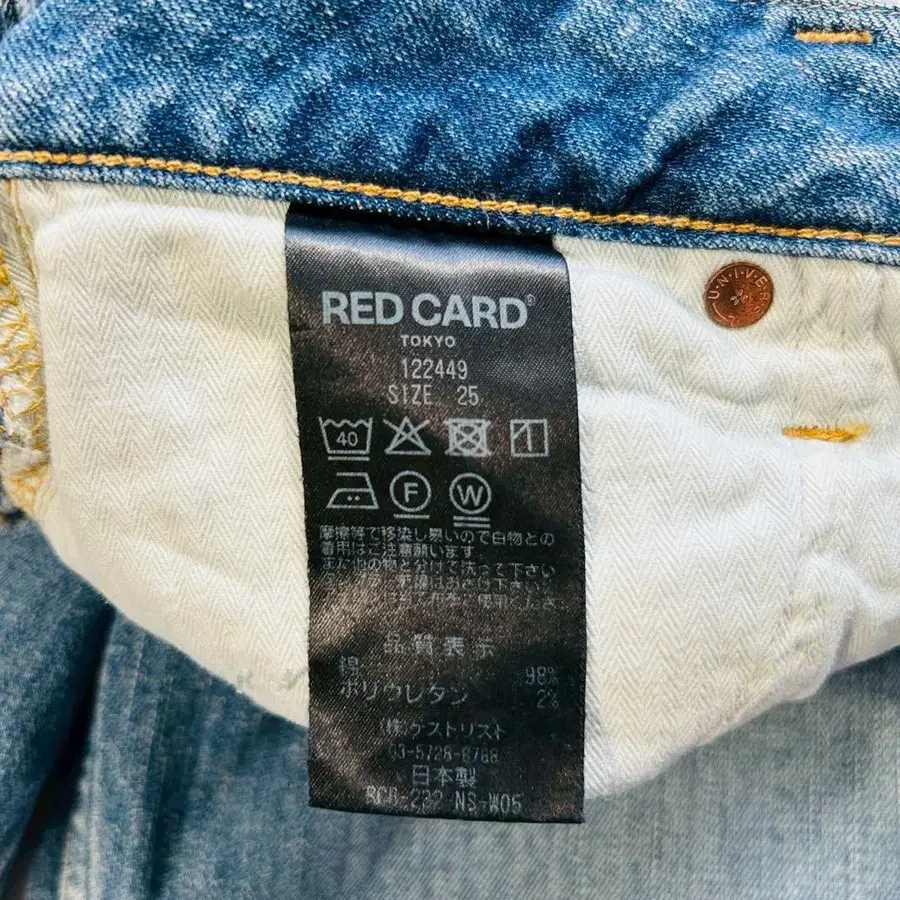 RED CARD®
TOKYO
122449
SIZE 25
40
F
W
摩擦等で移染し易いので白物との
着用はご注意願います。
また他の物と分けて洗って下さい
品質表示
綿 98%
ポリウレタン 2%
(株)ゲストリスト
03-5728-8788
日本製
NS-W05
U·N·I·V·E·R